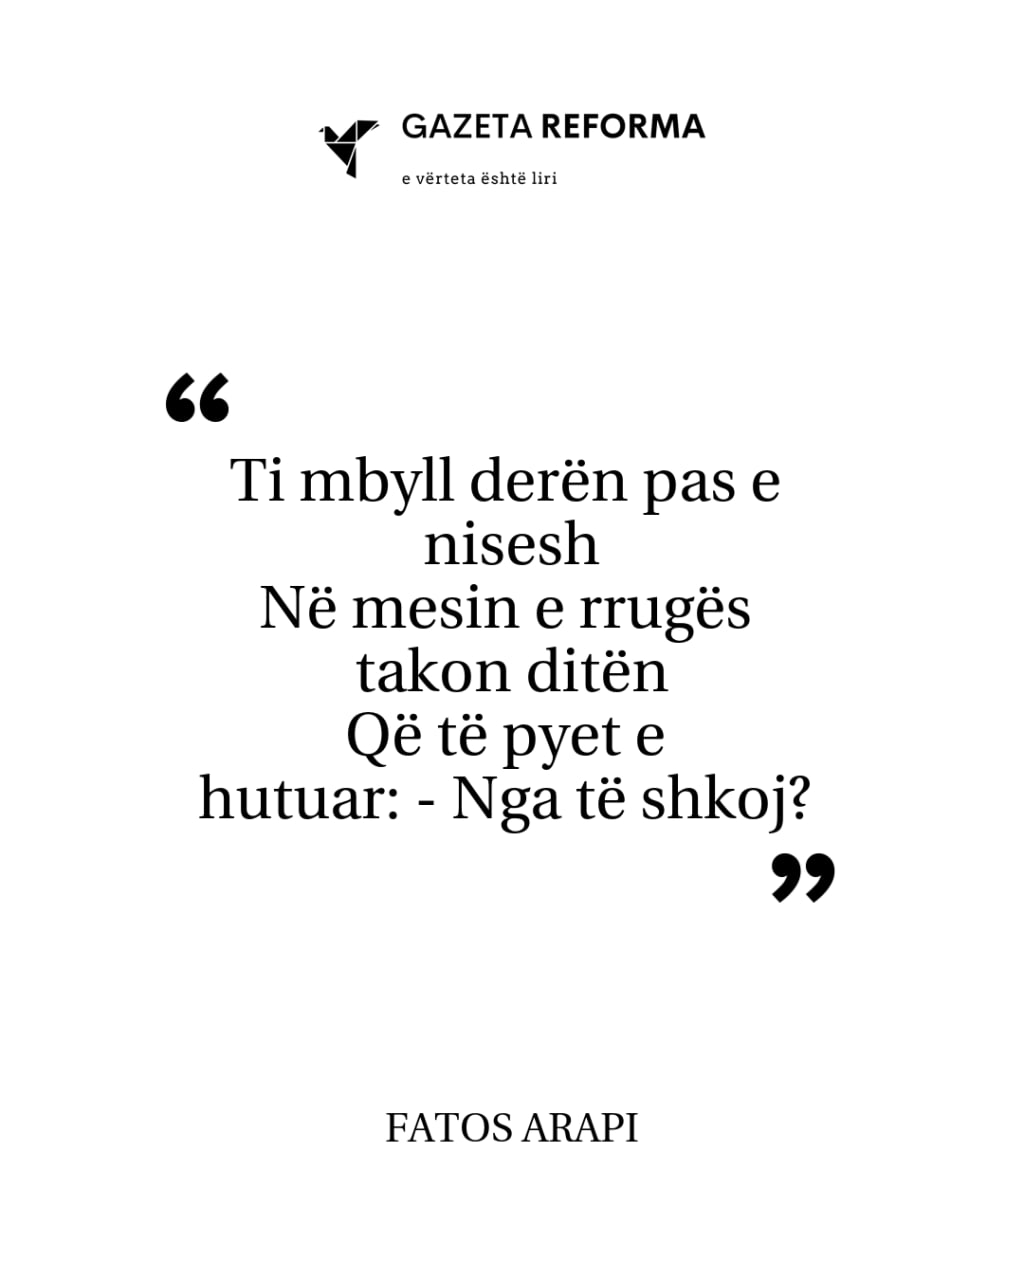 GAZETA REFORMA
e vërteta është liri
“
Ti mbyll derën pas e
nisesh
Në mesin e rrugës
takon ditën
Që të pyet e
hutuar: - Nga të shkoj?
”
FATOS ARAPI